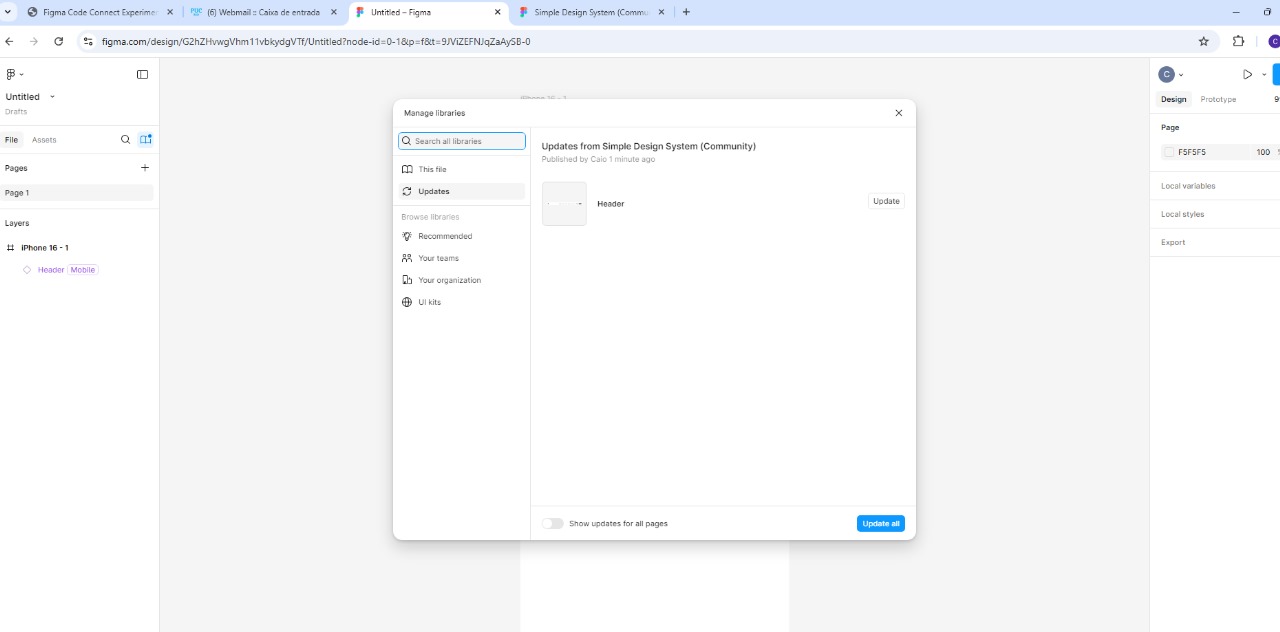 Figma Code Connect Experimen
(6) Webmail :: Caixa de entrada
Untitled – Figma
Simple Design System (Commu
figma.com/design/G2hZHvwgVhm11vbkydgVTf/Untitled?node-id=0-1&p=f&t=9JViZEFNJqZaAySB-0
Untitled
Drafts
File
Assets
Pages
Page 1
Layers
iPhone 16 - 1
Header
Mobile
iPhone 16 - 1
Manage libraries
Search all libraries
This file
Updates
Browse libraries
Recommended
Your teams
Your organization
UI kits
Updates from Simple Design System (Community)
Published by Caio 1 minute ago
Header
Update
Show updates for all pages
Update all
C
C
Design
Prototype
Page
F5F5F5
100
Local variables
Local styles
Export